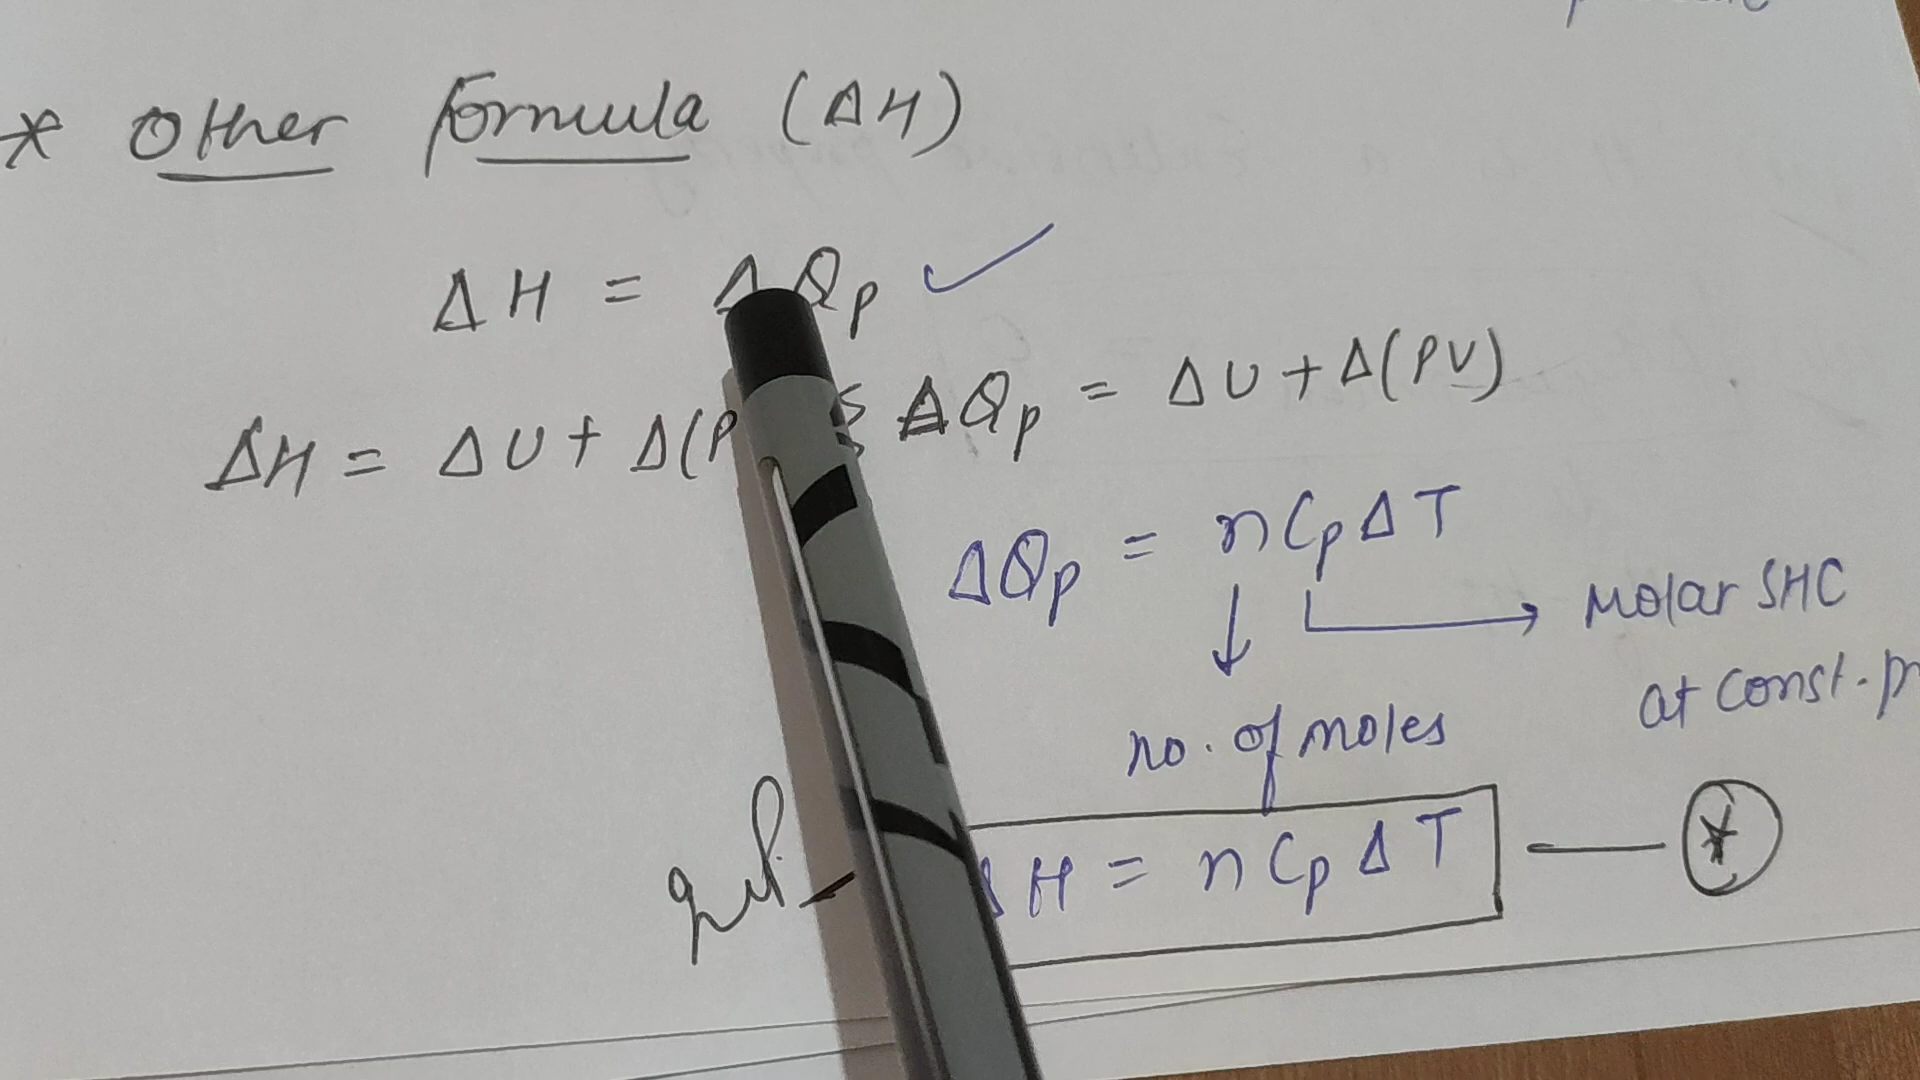 * Other formula (ΔH)
ΔH = ΔQp ✓
ΔH = ΔU + Δ(P
ΔQp = ΔU + Δ(PV)
ΔQp = nCpΔT
Molar SHC
at const.
no. of moles
H = nCpΔT — *